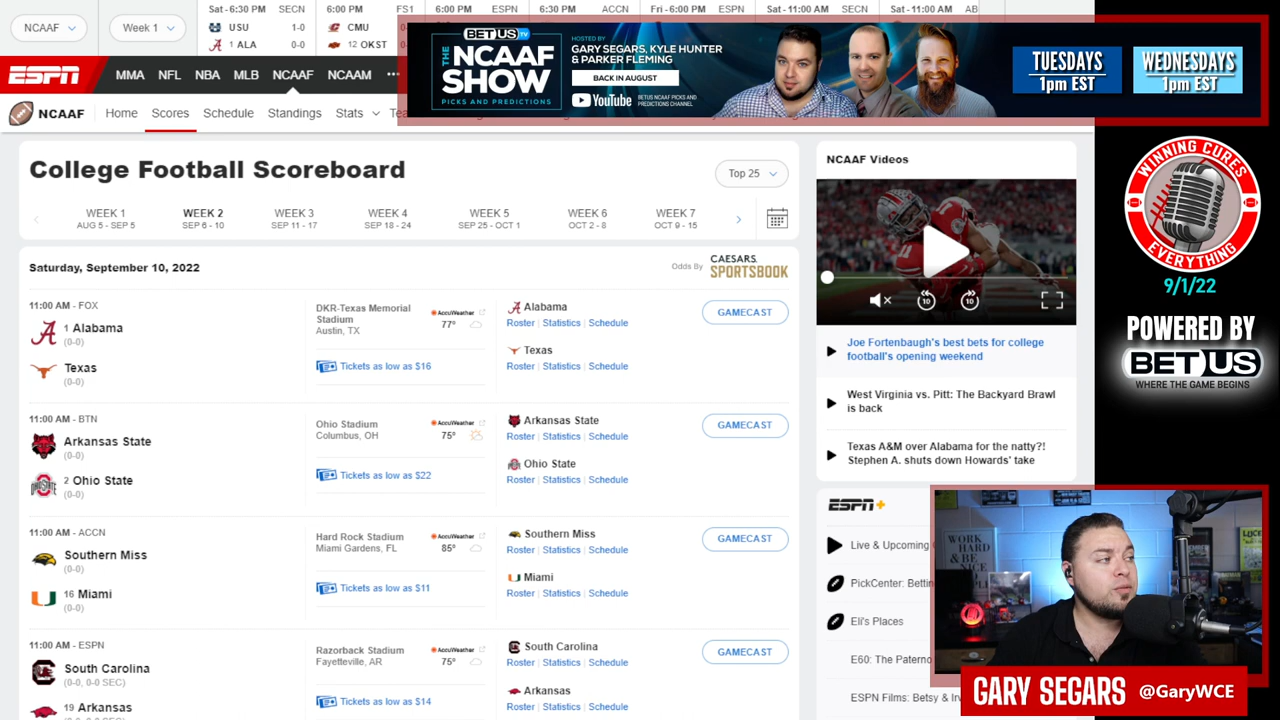 NCAAF
Week 1
Sat - 6:30 PM SECN
USU 1-0
1 ALA 0-0
6:00 PM FS1
CMU
12 OKST
6:00 PM ESPN
6:30 PM ACCN
Fri - 6:00 PM ESPN
Sat - 11:00 AM SECN
Sat - 11:00 AM AB
BETUS TV
THE NCAAF SHOW
PICKS AND PREDICTIONS
HOSTED BY
GARY SEGARS, KYLE HUNTER
& PARKER FLEMING
BACK IN AUGUST
YouTube BETUS NCAAF PICKS AND PREDICTIONS CHANNEL
TUESDAYS
1pm EST
WEDNESDAYS
1pm EST
ESPN MMA NFL NBA MLB NCAAF NCAAM
NCAAF Home Scores Schedule Standings Stats
College Football Scoreboard
Top 25
WEEK 1 WEEK 2 WEEK 3 WEEK 4 WEEK 5 WEEK 6 WEEK 7
AUG 5 - SEP 5 SEP 6 - 10 SEP 11 - 17 SEP 18 - 24 SEP 25 - OCT 1 OCT 2 - 8 OCT 9 - 15
Saturday, September 10, 2022
Odds By CAESARS SPORTSBOOK
11:00 AM - FOX
1 Alabama
(0-0)
Texas
(0-0)
DKR-Texas Memorial
Stadium
Austin, TX
AccuWeather
77°
Tickets as low as $16
Alabama
Roster | Statistics | Schedule
Texas
Roster | Statistics | Schedule
GAMECAST
11:00 AM - BTN
Arkansas State
(0-0)
2 Ohio State
(0-0)
Ohio Stadium
Columbus, OH
AccuWeather
75°
Tickets as low as $22
Arkansas State
Roster | Statistics | Schedule
Ohio State
Roster | Statistics | Schedule
GAMECAST
11:00 AM - ACCN
Southern Miss
(0-0)
16 Miami
(0-0)
Hard Rock Stadium
Miami Gardens, FL
AccuWeather
85°
Tickets as low as $11
Southern Miss
Roster | Statistics | Schedule
Miami
Roster | Statistics | Schedule
GAMECAST
11:00 AM - ESPN
South Carolina
(0-0, 0-0 SEC)
19 Arkansas
Razorback Stadium
Fayetteville, AR
AccuWeather
75°
Tickets as low as $14
South Carolina
Roster | Statistics | Schedule
Arkansas
Roster | Statistics | Schedule
GAMECAST
NCAAF Videos
10 10
Joe Fortenbaugh's best bets for college
football's opening weekend
West Virginia vs. Pitt: The Backyard Brawl
is back
Texas A&M over Alabama for the natty?!
Stephen A. shuts down Howards' take
ESPN+
Live & Upcoming
PickCenter:
Eli's Places
E60: The
ESPN Films: Betsy &
WINNING CURES
EVERYTHING
9/1/22
POWERED BY
BETUS
WHERE THE GAME BEGINS
WORK
HARD
& BE
GARY SEGARS @GaryWCE